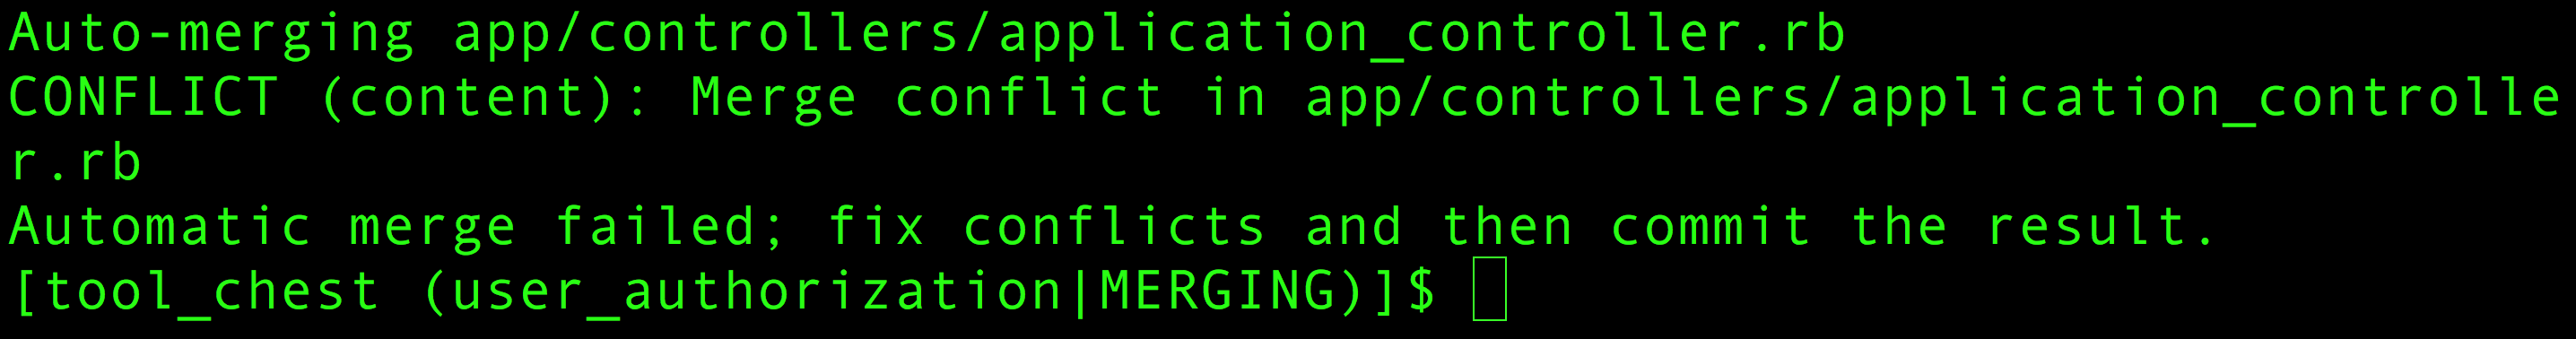 Auto-merging app/controllers/application_controller.rb
CONFLICT (content): Merge conflict in app/controllers/application_controlle
r.rb
Automatic merge failed; fix conflicts and then commit the result.
[tool_chest (user_authorization|MERGING)]$